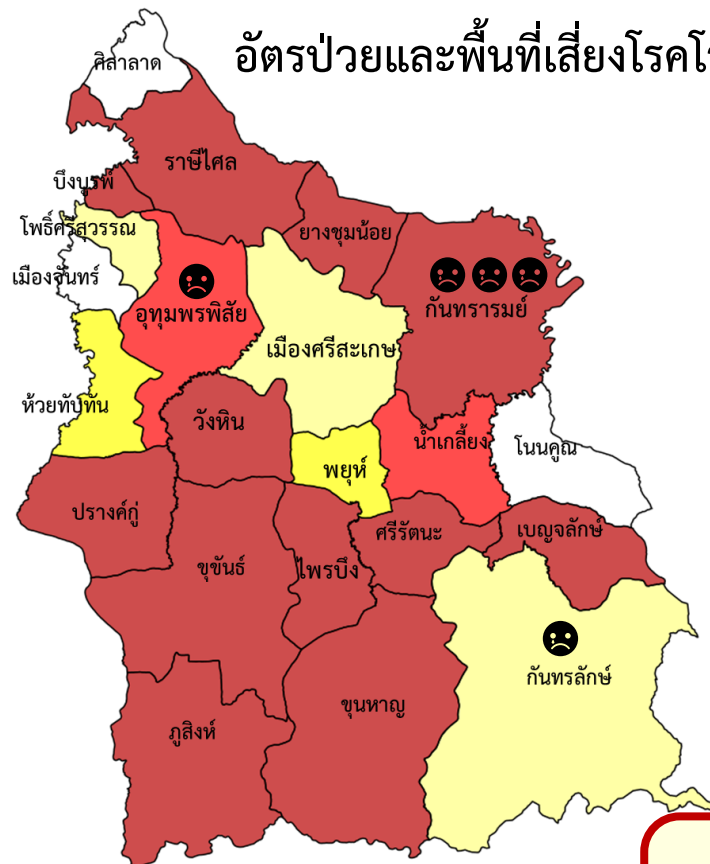 อัตรป่วยและพื้นที่เสี่ยงโรคโ
ศิลาลาด
ราษีไศล
บึงบูรพ์
ยางชุมน้อย
โพธิ์ศรีสุวรรณ
เมืองจันทร์
อุทุมพรพิสัย
กันทรารมย์
เมืองศรีสะเกษ
ห้วยทับทัน
วังหิน
น้ำเกลี้ยง
โนนคูณ
พยุห์
ปรางค์กู่
ศรีรัตนะ
เบญจลักษ์
ขุขันธ์
ไพรบึง
กันทรลักษ์
ขุนหาญ
ภูสิงห์